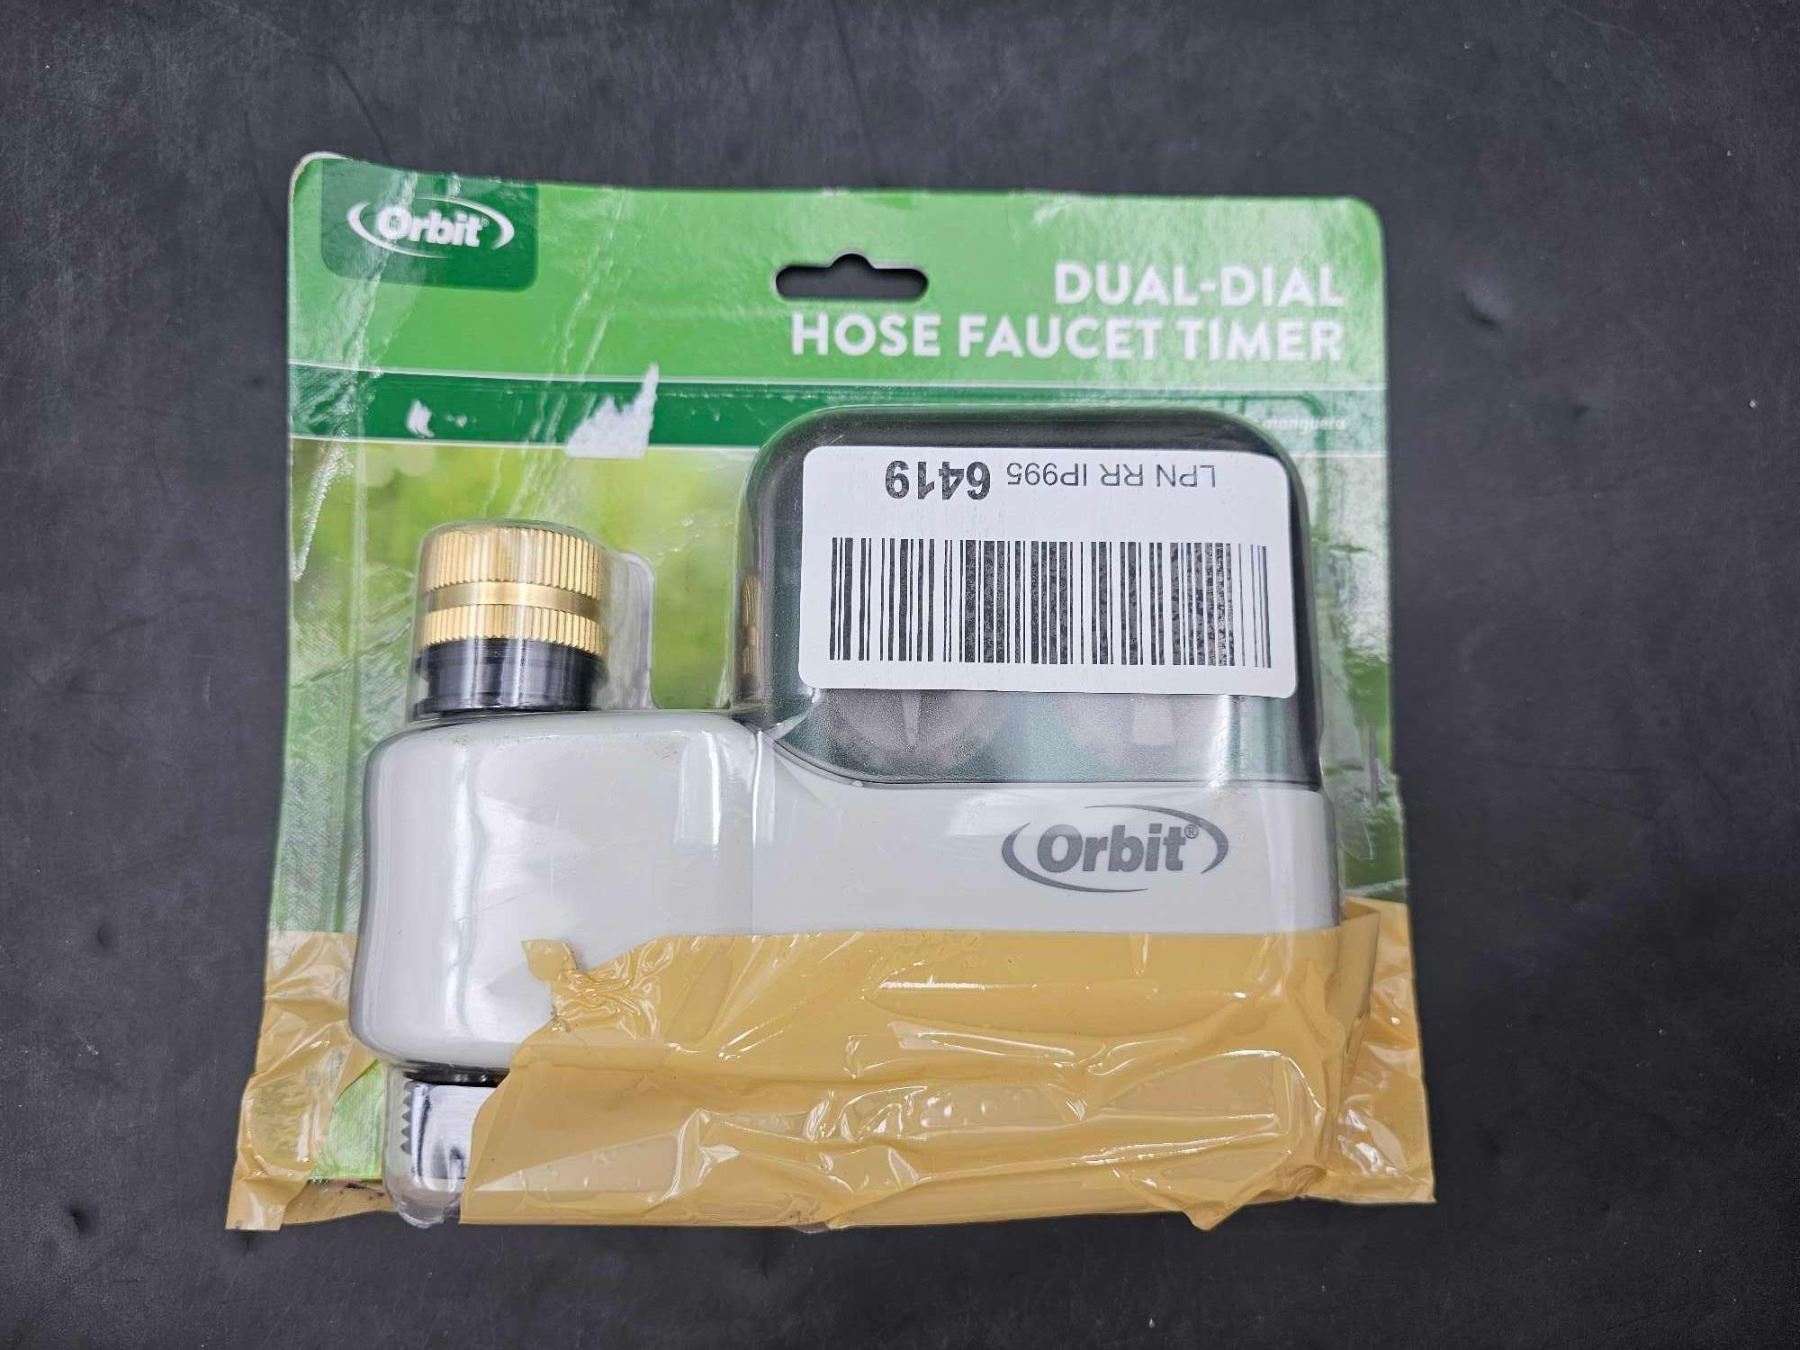 Orbit®
DUAL-DIAL
HOSE FAUCET TIMER
manguera
LPN RR IP995 6419
Orbit®